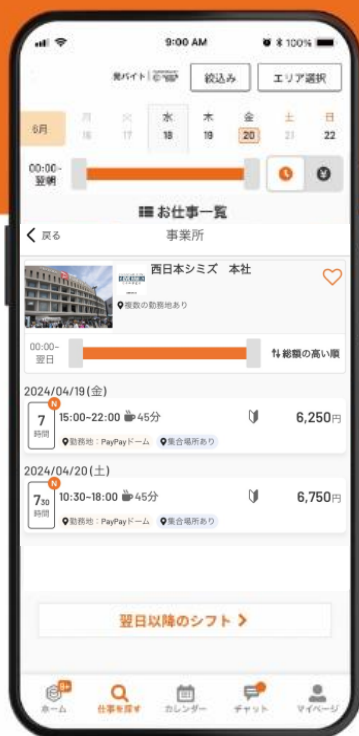 9:00 AM
100%
発バイト
絞込み
エリア選択
6月
月 火 水 木 金 土 日
16 17 18 19 20 21 22
00:00-
翌朝
お仕事一覧
戻る
事業所
西日本シミズ 本社
複数の勤務地あり
00:00-
翌日
総額の高い順
2024/04/19(金)
N
7
時間
15:00~22:00 45分
6,250円
勤務地:PayPayドーム
集合場所あり
2024/04/20(土)
N
730
時間
10:30~18:00 45分
6,750円
勤務地:PayPayドーム
集合場所あり
翌日以降のシフト
ホーム
仕事を探す
カレンダー
チャット
マイページ